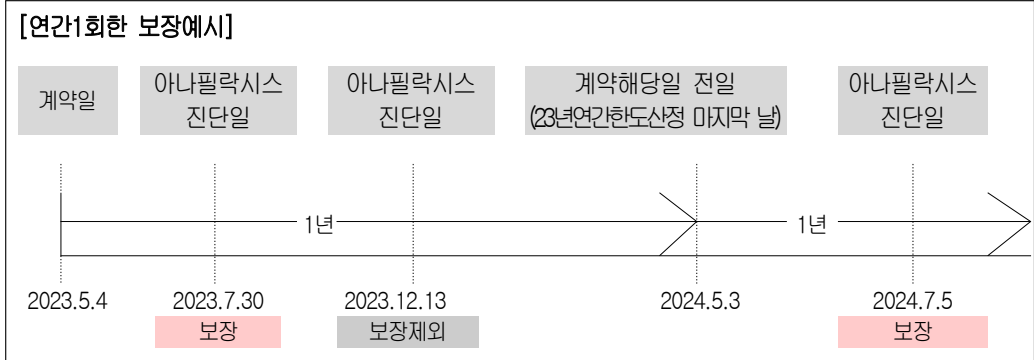 [연간1회한 보장예시]
계약일
아나필락시스
진단일
아나필락시스
진단일
계약해당일 전일
(23년연간한도산정 마지막 날)
아나필락시스
진단일
1년
1년
2023.5.4
2023.7.30
2023.12.13
2024.5.3
2024.7.5
보장
보장제외
보장